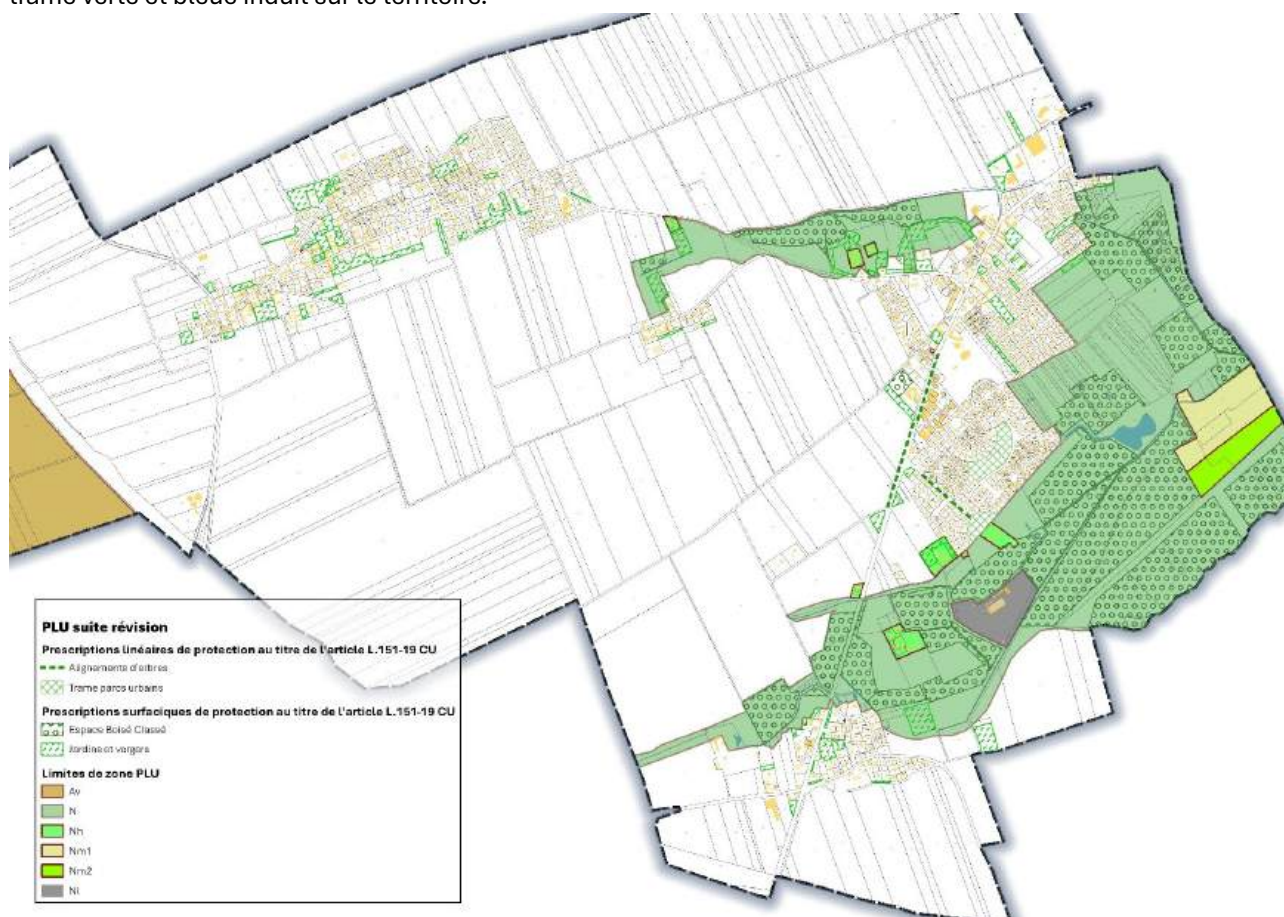 trame verte et bleue induit sur le territoire.
PLU suite révision
Prescriptions linéaires de protection au titre de l'article L.151-19 CU
Alignements d'arbres
Trame parcs urbains
Prescriptions surfaciques de protection au titre de l'article L.151-19 CU
Espace Boisé Classé
Jardins et vergers
Limites de zone PLU
Av
N
Nh
Nm1
Nm2
Nl